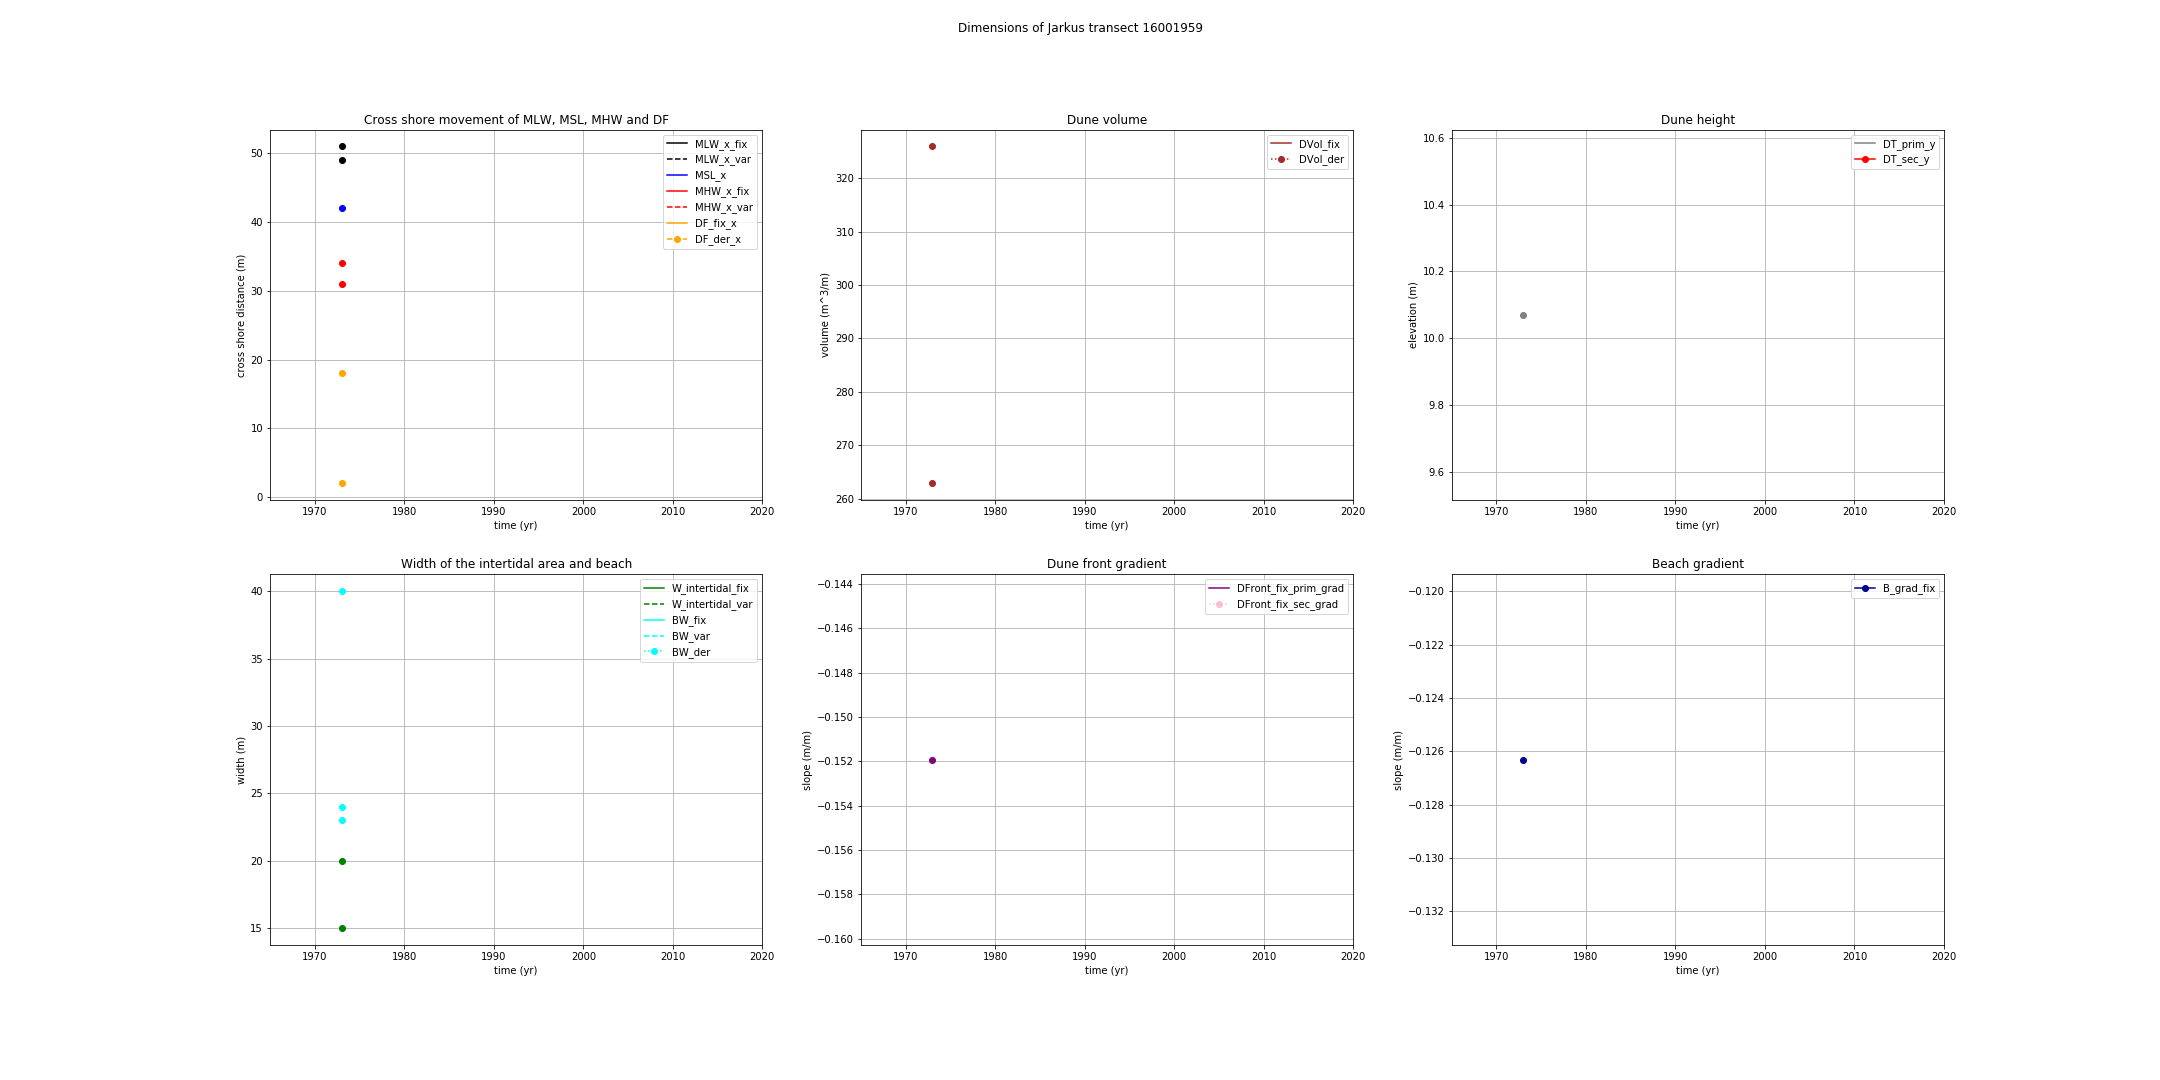 Dimensions of Jarkus transect 16001959
Cross shore movement of MLW, MSL, MHW and DF
cross shore distance (m)
50
40
30
20
10
0
MLW_x_fix
MLW_x_var
MSL_x
MHW_x_fix
MHW_x_var
DF_fix_x
DF_der_x
1970 1980 1990 2000 2010 2020
time (yr)
Dune volume
volume (m^3/m)
320
310
300
290
280
270
260
DVol_fix
DVol_der
1970 1980 1990 2000 2010 2020
time (yr)
Dune height
elevation (m)
10.6
10.4
10.2
10.0
9.8
9.6
DT_prim_y
DT_sec_y
1970 1980 1990 2000 2010 2020
time (yr)
Width of the intertidal area and beach
width (m)
40
35
30
25
20
15
W_intertidal_fix
W_intertidal_var
BW_fix
BW_var
BW_der
1970 1980 1990 2000 2010 2020
time (yr)
Dune front gradient
slope (m/m)
−0.144
−0.146
−0.148
−0.150
−0.152
−0.154
−0.156
−0.158
−0.160
DFront_fix_prim_grad
DFront_fix_sec_grad
1970 1980 1990 2000 2010 2020
time (yr)
Beach gradient
slope (m/m)
−0.120
−0.122
−0.124
−0.126
−0.128
−0.130
−0.132
B_grad_fix
1970 1980 1990 2000 2010 2020
time (yr)